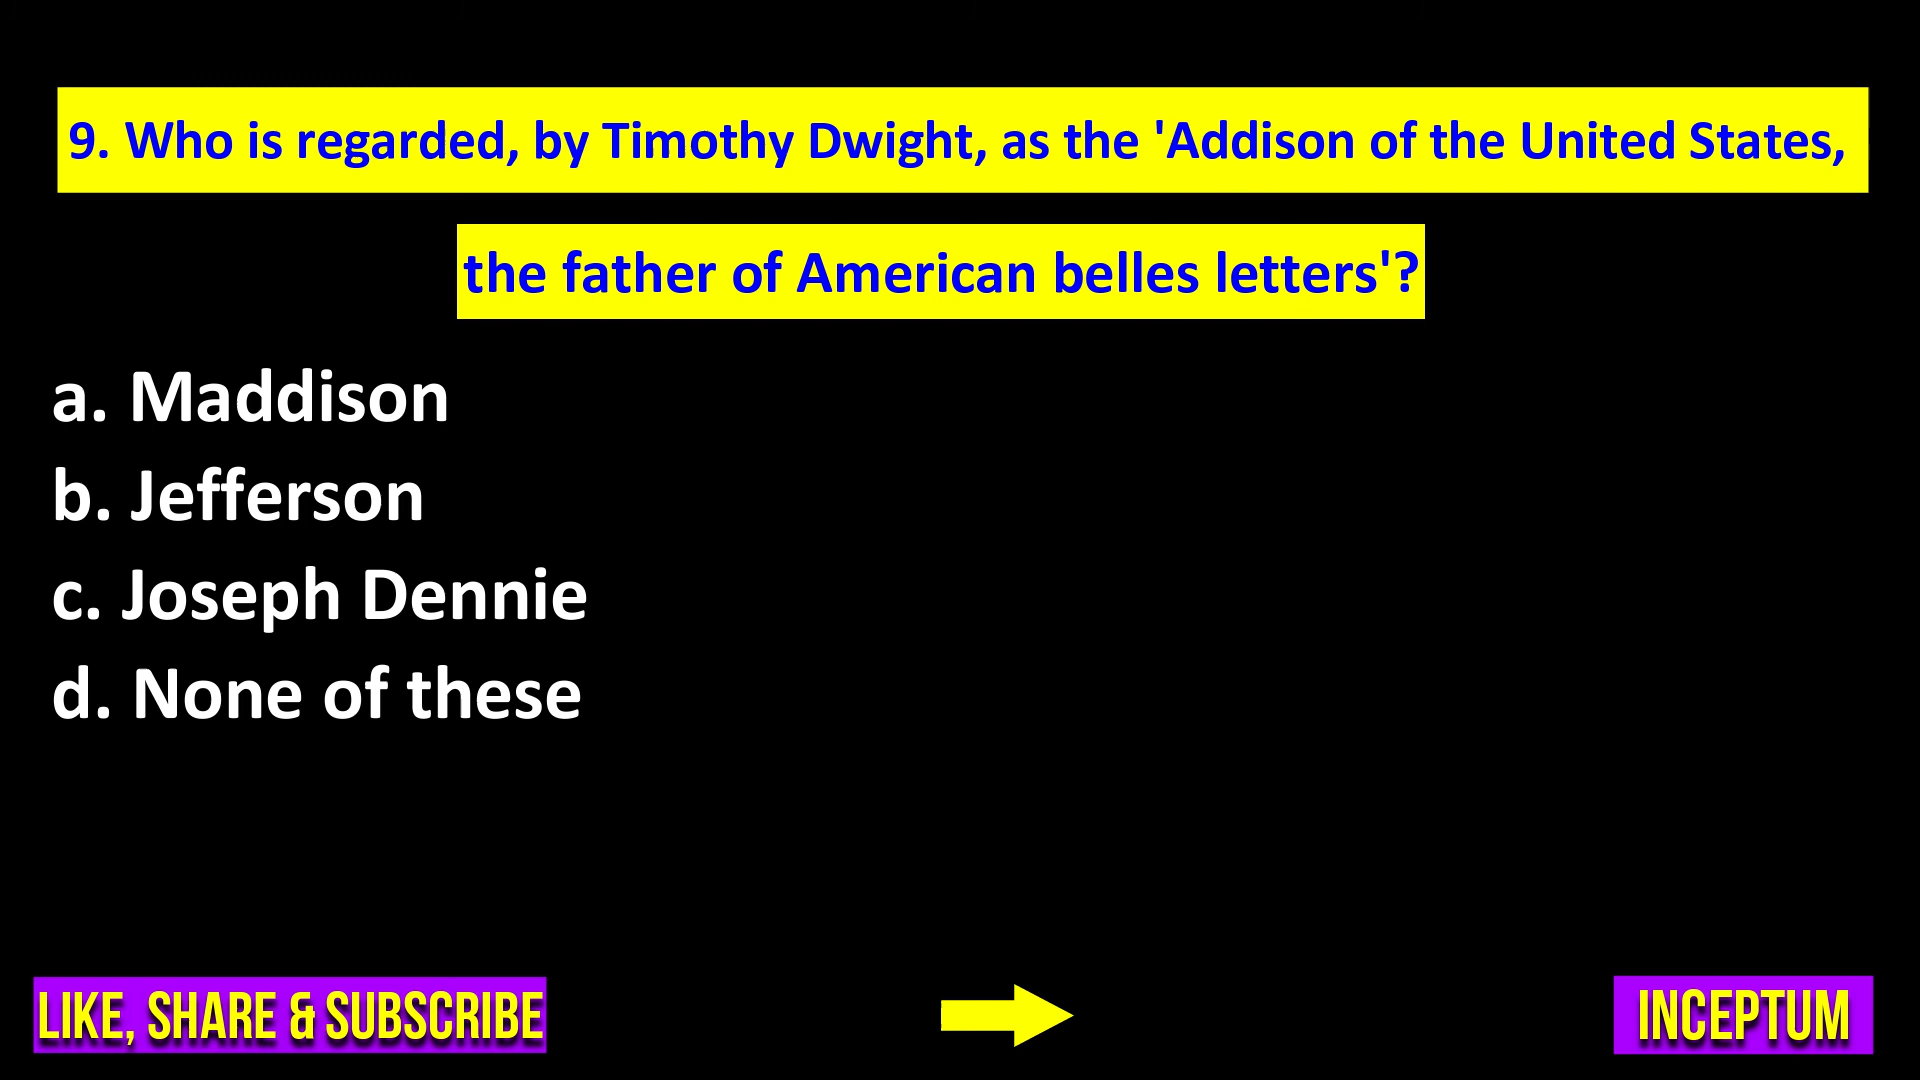 9. Who is regarded, by Timothy Dwight, as the 'Addison of the United States,
the father of American belles letters'?
a. Maddison
b. Jefferson
c. Joseph Dennie
d. None of these
LIKE, SHARE & SUBSCRIBE
INCEPTUM